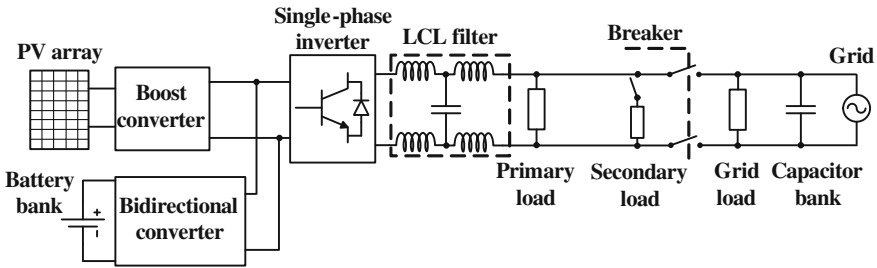 Single-phase
inverter
PV array
Boost
converter
LCL filter
Breaker
Grid
Battery
bank
+
Bidirectional
converter
Primary
load
Secondary
load
Grid
load
Capacitor
bank